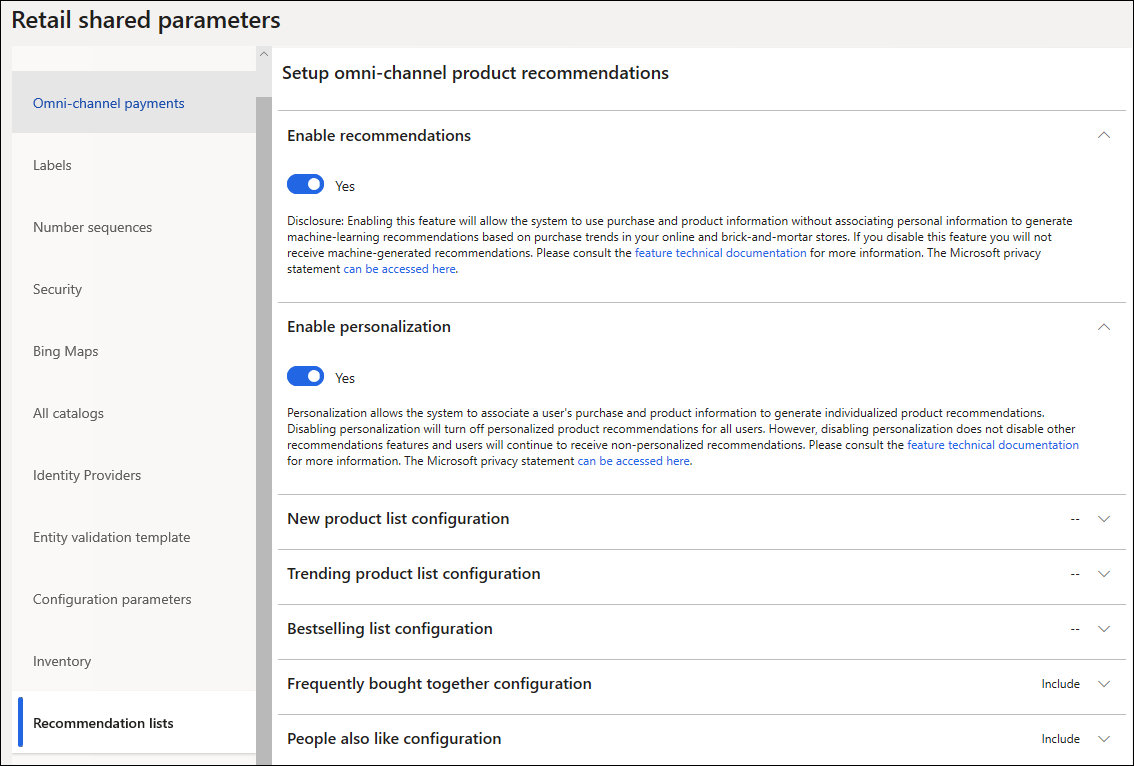 Retail shared parameters
Omni-channel payments
Labels
Number sequences
Security
Bing Maps
All catalogs
Identity Providers
Entity validation template
Configuration parameters
Inventory
Recommendation lists
Setup omni-channel product recommendations
Enable recommendations
Yes
Disclosure: Enabling this feature will allow the system to use purchase and product information without associating personal information to generate
machine-learning recommendations based on purchase trends in your online and brick-and-mortar stores. If you disable this feature you will not
receive machine-generated recommendations. Please consult the feature technical documentation for more information. The Microsoft privacy
statement can be accessed here.
Enable personalization
Yes
Personalization allows the system to associate a user's purchase and product information to generate individualized product recommendations.
Disabling personalization will turn off personalized product recommendations for all users. However, disabling personalization does not disable other
recommendations features and users will continue to receive non-personalized recommendations. Please consult the feature technical documentation
for more information. The Microsoft privacy statement can be accessed here.
New product list configuration --
Trending product list configuration --
Bestselling list configuration --
Frequently bought together configuration Include
People also like configuration Include